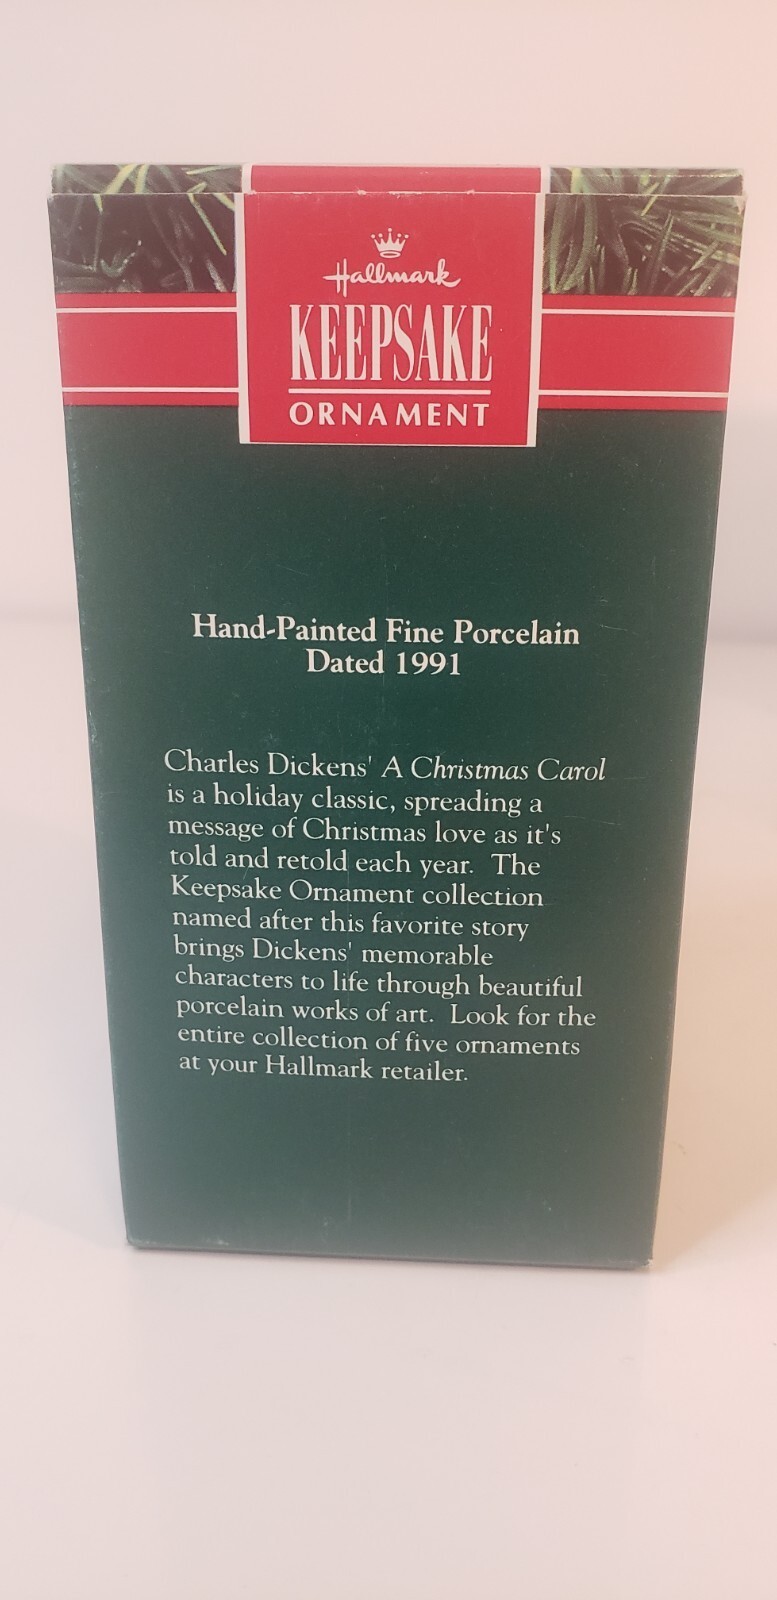 Hallmark
KEEPSAKE
ORNAMENT
Hand-Painted Fine Porcelain
Dated 1991
Charles Dickens' A Christmas Carol
is a holiday classic, spreading a
message of Christmas love as it's
told and retold each year. The
Keepsake Ornament collection
named after this favorite story
brings Dickens' memorable
characters to life through beautiful
porcelain works of art. Look for the
entire collection of five ornaments
at your Hallmark retailer.